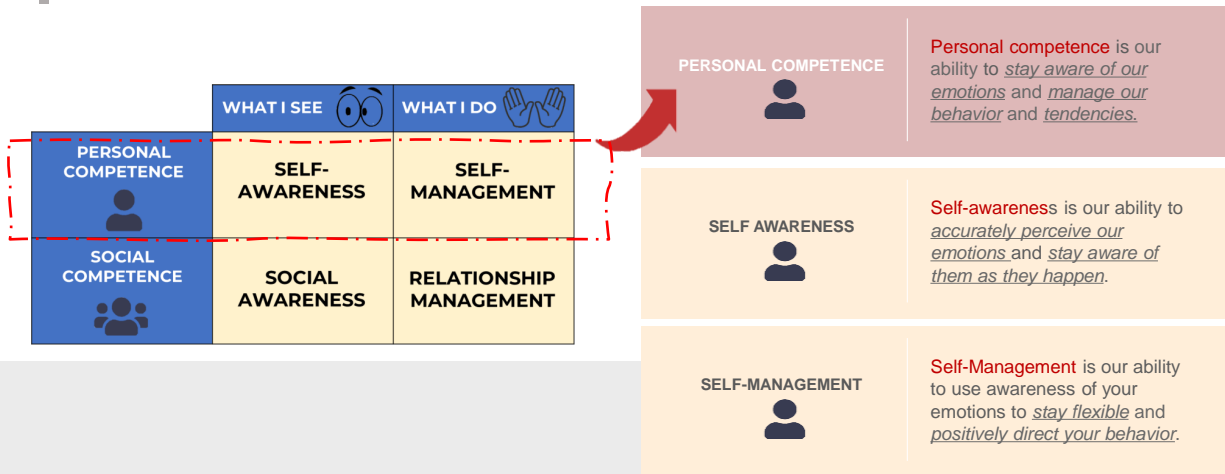 WHAT I SEE
WHAT I DO
PERSONAL
COMPETENCE
SELF-
AWARENESS
SELF-
MANAGEMENT
SOCIAL
COMPETENCE
SOCIAL
AWARENESS
RELATIONSHIP
MANAGEMENT
PERSONAL COMPETENCE
Personal competence is our
ability to stay aware of our
emotions and manage our
behavior and tendencies.
SELF AWARENESS
Self-awareness is our ability to
accurately perceive our
emotions and stay aware of
them as they happen.
SELF-MANAGEMENT
Self-Management is our ability
to use awareness of your
emotions to stay flexible and
positively direct your behavior.